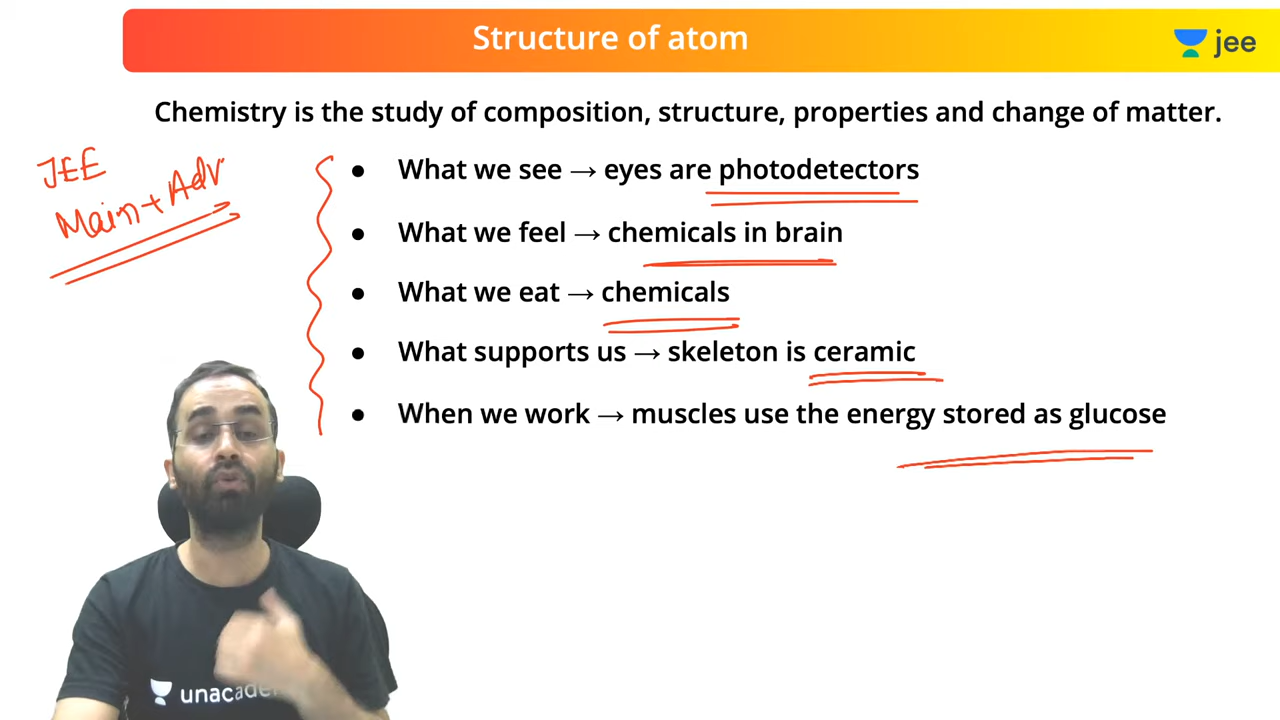 Structure of atom
jee
Chemistry is the study of composition, structure, properties and change of matter.
JEE
Main + Adv
● What we see → eyes are photodetectors
● What we feel → chemicals in brain
● What we eat → chemicals
● What supports us → skeleton is ceramic
● When we work → muscles use the energy stored as glucose